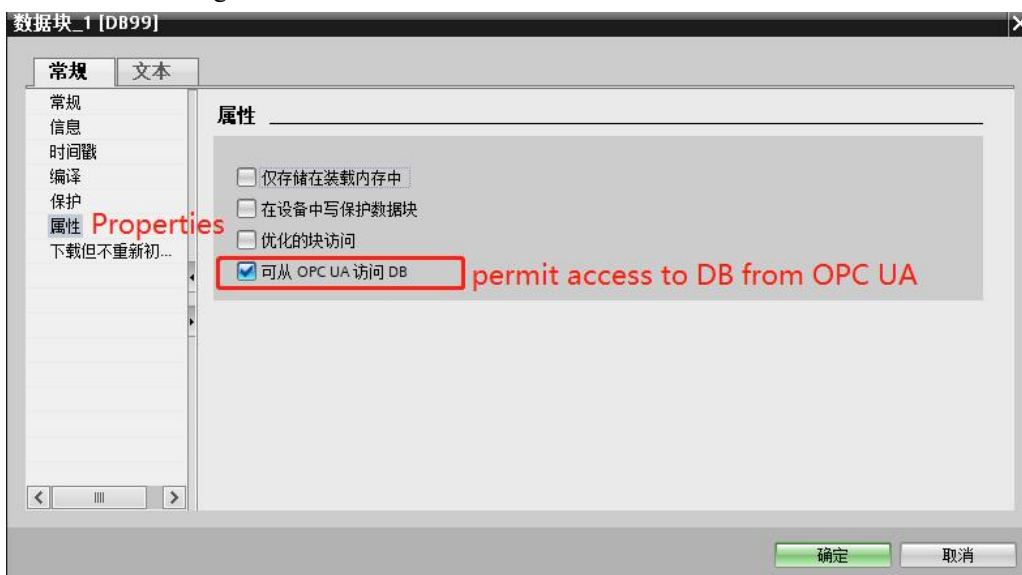 数据块_1 [DB99]
常规 文本
常规
信息
时间戳
编译
保护
属性 Properties
下载但不重新初...
属性
仅存储在装载内存中
在设备中写保护数据块
优化的块访问
可从 OPC UA 访问 DB permit access to DB from OPC UA
确定 取消